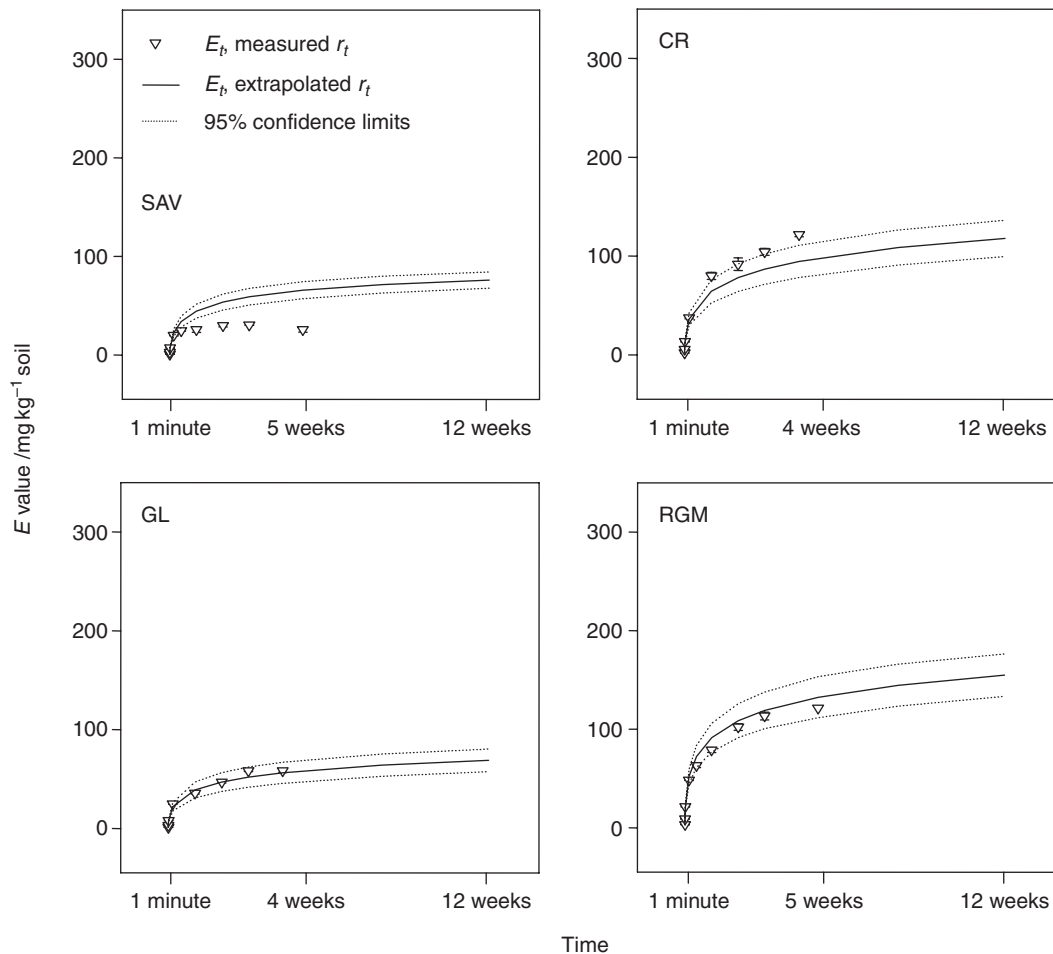 300
200
100
0
E_t, measured r_t
E_t, extrapolated r_t
95% confidence limits
SAV
1 minute 5 weeks 12 weeks
300
200
100
0
CR
1 minute 4 weeks 12 weeks
E value /mg kg⁻¹ soil
300
200
100
0
GL
1 minute 4 weeks 12 weeks
300
200
100
0
RGM
1 minute 5 weeks 12 weeks
Time